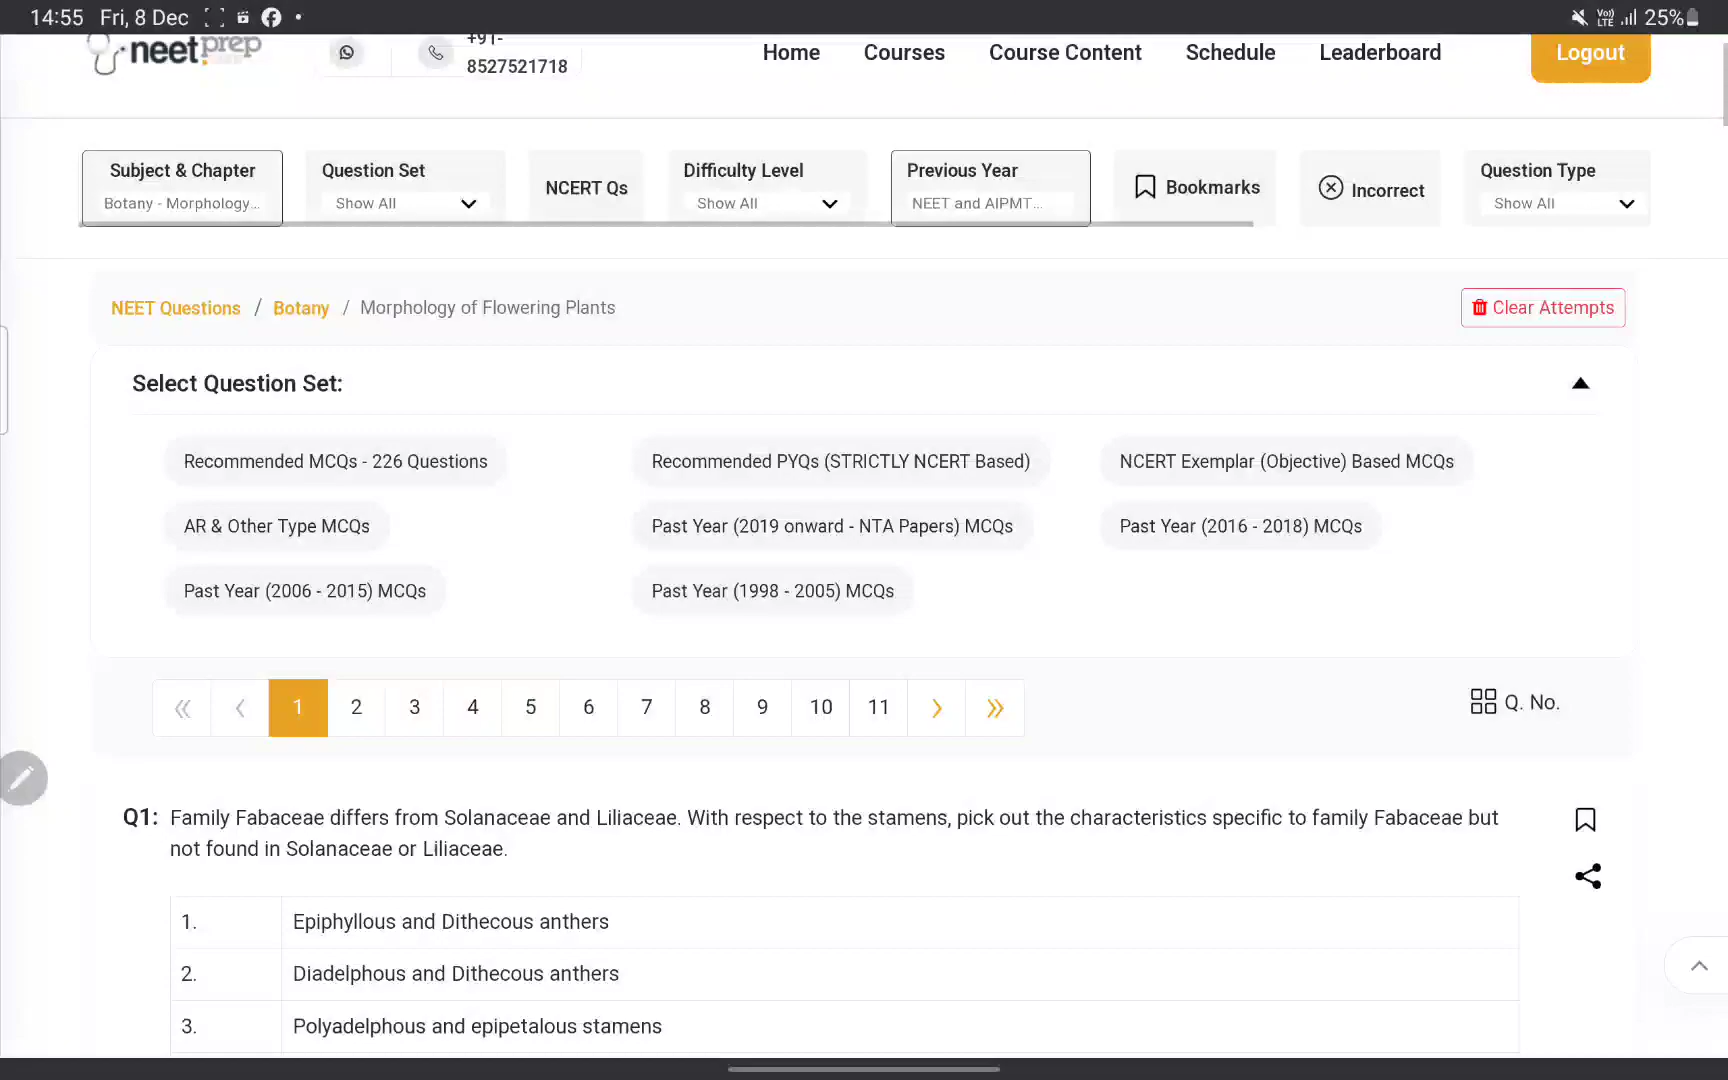 14:55 Fri, 8 Dec
Vo)) LTE 25%
neetprep
+91-
8527521718
Home Courses Course Content Schedule Leaderboard Logout
Subject & Chapter
Botany - Morphology...
Question Set
Show All
NCERT Qs
Difficulty Level
Show All
Previous Year
NEET and AIPMT...
Bookmarks
Incorrect
Question Type
Show All
NEET Questions / Botany / Morphology of Flowering Plants
Clear Attempts
Select Question Set:
Recommended MCQs - 226 Questions
Recommended PYQs (STRICTLY NCERT Based)
NCERT Exemplar (Objective) Based MCQs
AR & Other Type MCQs
Past Year (2019 onward - NTA Papers) MCQs
Past Year (2016 - 2018) MCQs
Past Year (2006 - 2015) MCQs
Past Year (1998 - 2005) MCQs
« ‹ 1 2 3 4 5 6 7 8 9 10 11 › »
Q. No.
Q1: Family Fabaceae differs from Solanaceae and Liliaceae. With respect to the stamens, pick out the characteristics specific to family Fabaceae but
not found in Solanaceae or Liliaceae.
1. Epiphyllous and Dithecous anthers
2. Diadelphous and Dithecous anthers
3. Polyadelphous and epipetalous stamens